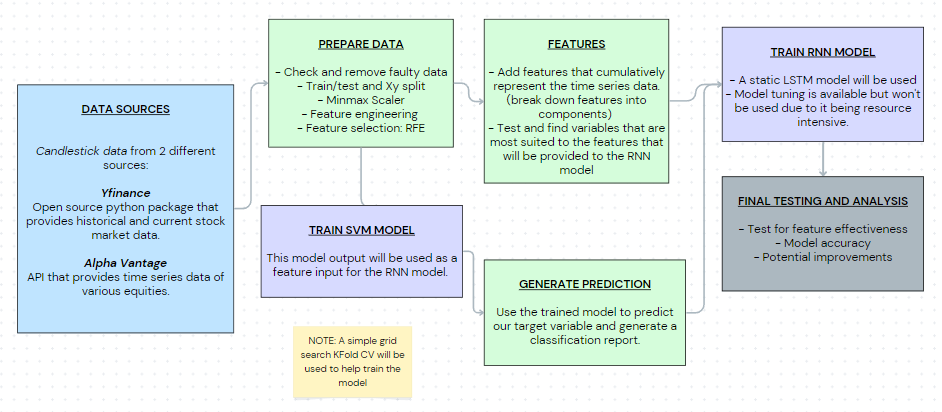 DATA SOURCES
Candlestick data from 2 different
sources:
Yfinance
Open source python package that
provides historical and current stock
market data.
Alpha Vantage
API that provides time series data of
various equities.
PREPARE DATA
- Check and remove faulty data
- Train/test and Xy split
- Minmax Scaler
- Feature engineering
- Feature selection: RFE
TRAIN SVM MODEL
This model output will be used as a
feature input for the RNN model.
NOTE: A simple grid
search KFold CV will be
used to help train the
model
FEATURES
- Add features that cumulatively
represent the time series data.
(break down features into
components)
- Test and find variables that are
most suited to the features that
will be provided to the RNN
model
GENERATE PREDICTION
Use the trained model to predict
our target variable and generate a
classification report.
TRAIN RNN MODEL
- A static LSTM model will be used
- Model tuning is available but won't
be used due to it being resource
intensive.
FINAL TESTING AND ANALYSIS
- Test for feature effectiveness
- Model accuracy
- Potential improvements